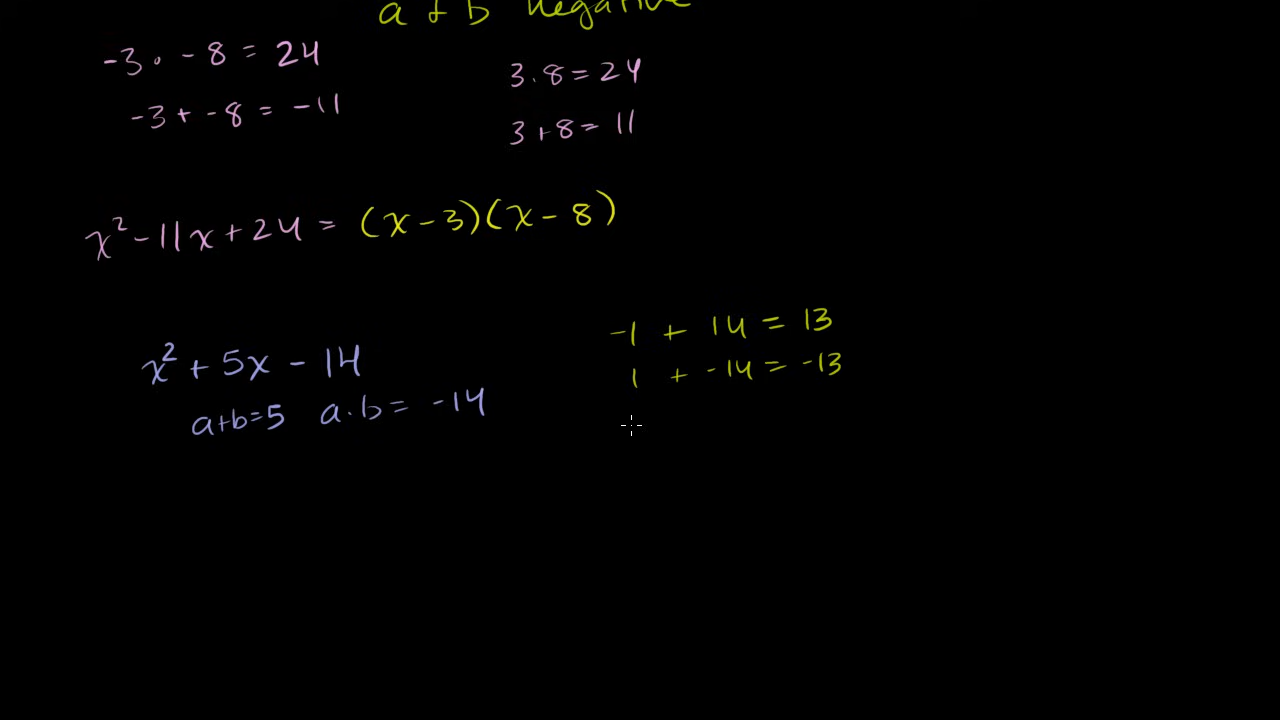 a & b negative
-3 · -8 = 24
3 · 8 = 24
-3 + -8 = -11
3 + 8 = 11
x² - 11x + 24 = (x - 3)(x - 8)
-1 + 14 = 13
x² + 5x - 14
1 + -14 = -13
a+b=5 a·b = -14